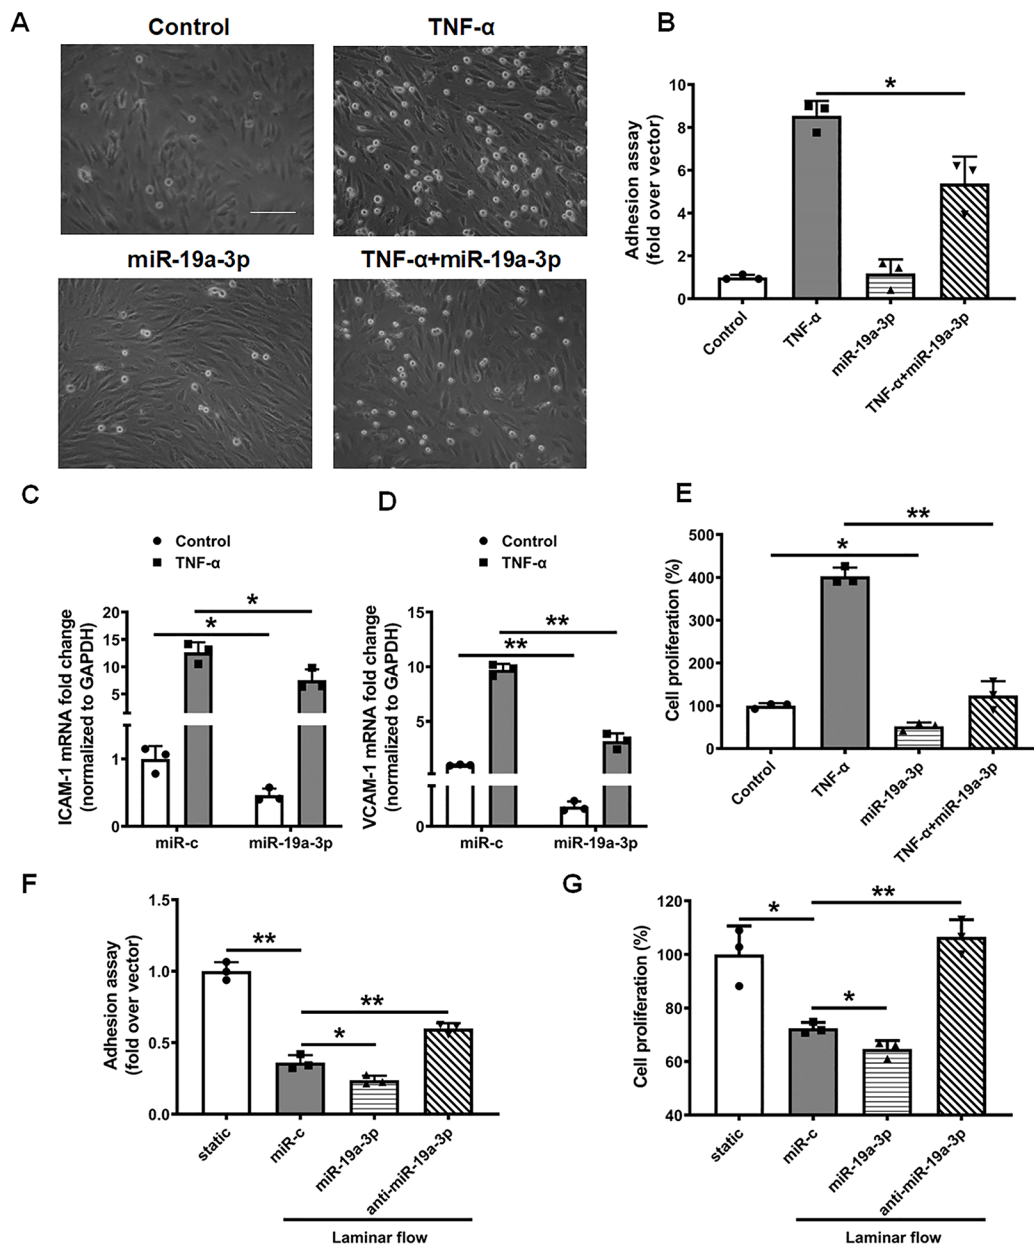 A
Control
TNF-α
miR-19a-3p
TNF-α+miR-19a-3p
B
Adhesion assay
(fold over vector)
10
8
6
4
2
0
*
Control
TNF-α
miR-19a-3p
TNF-α+miR-19a-3p
C
Control
TNF-α
ICAM-1 mRNA fold change
(normalized to GAPDH)
20
15
10
5
1
0
*
*
miR-c
miR-19a-3p
D
Control
TNF-α
VCAM-1 mRNA fold change
(normalized to GAPDH)
15
10
5
0
**
**
miR-c
miR-19a-3p
E
Cell proliferation (%)
500
400
300
200
100
0
**
*
Control
TNF-α
miR-19a-3p
TNF-α+miR-19a-3p
F
Adhesion assay
(fold over vector)
1.5
1.0
0.5
0.0
**
**
*
static
miR-c
miR-19a-3p
anti-miR-19a-3p
Laminar flow
G
Cell proliferation (%)
120
100
80
60
40
*
**
*
static
miR-c
miR-19a-3p
anti-miR-19a-3p
Laminar flow